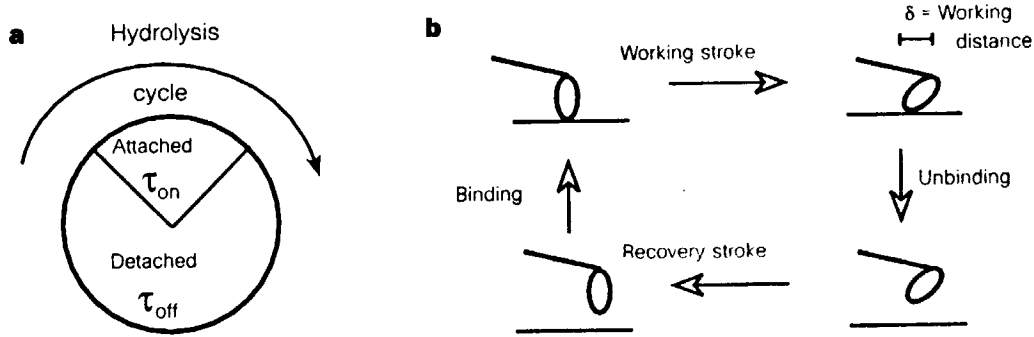 a
Hydrolysis
cycle
Attached
τon
Detached
τoff
b
δ = Working
distance
Working stroke
Binding
Unbinding
Recovery stroke